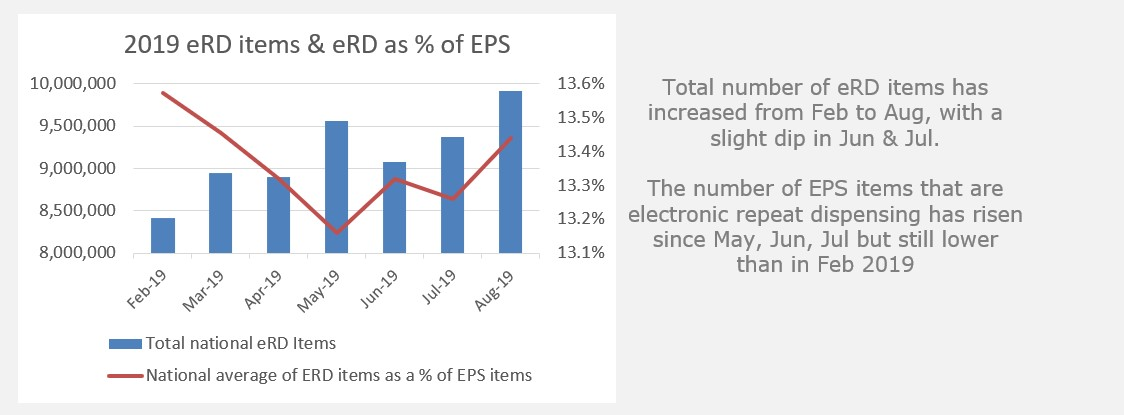 2019 eRD items & eRD as % of EPS
10,000,000
9,500,000
9,000,000
8,500,000
8,000,000
13.6%
13.5%
13.4%
13.3%
13.2%
13.1%
Feb-19
Mar-19
Apr-19
May-19
Jun-19
Jul-19
Aug-19
Total national eRD Items
National average of ERD items as a % of EPS items
Total number of eRD items has
increased from Feb to Aug, with a
slight dip in Jun & Jul.
The number of EPS items that are
electronic repeat dispensing has risen
since May, Jun, Jul but still lower
than in Feb 2019